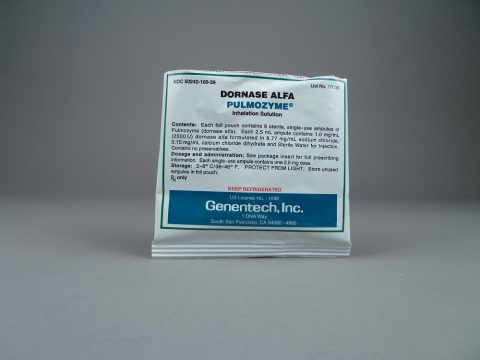 NDC 50242-100-39
List No. 15039
DORNASE ALFA
PULMOZYME®
Inhalation Solution
Contents: Each foil pouch contains 6 sterile, single-use ampules of
Pulmozyme (dornase alfa). Each 2.5 mL ampule contains 1.0 mg/mL
(2500 U) dornase alfa formulated in 8.77 mg/mL sodium chloride,
0.15 mg/mL calcium chloride dihydrate and Sterile Water for Injection.
Contains no preservatives.
Dosage and administration: See package insert for full prescribing
information. Each single-use ampule contains one 2.5 mg dose.
Storage: 2–8° C/36–46° F. PROTECT FROM LIGHT. Store unused
ampules in foil pouch.
℞ only
KEEP REFRIGERATED
US License No.: 1048
Genentech, Inc.
1 DNA Way
South San Francisco, CA 94080-4990